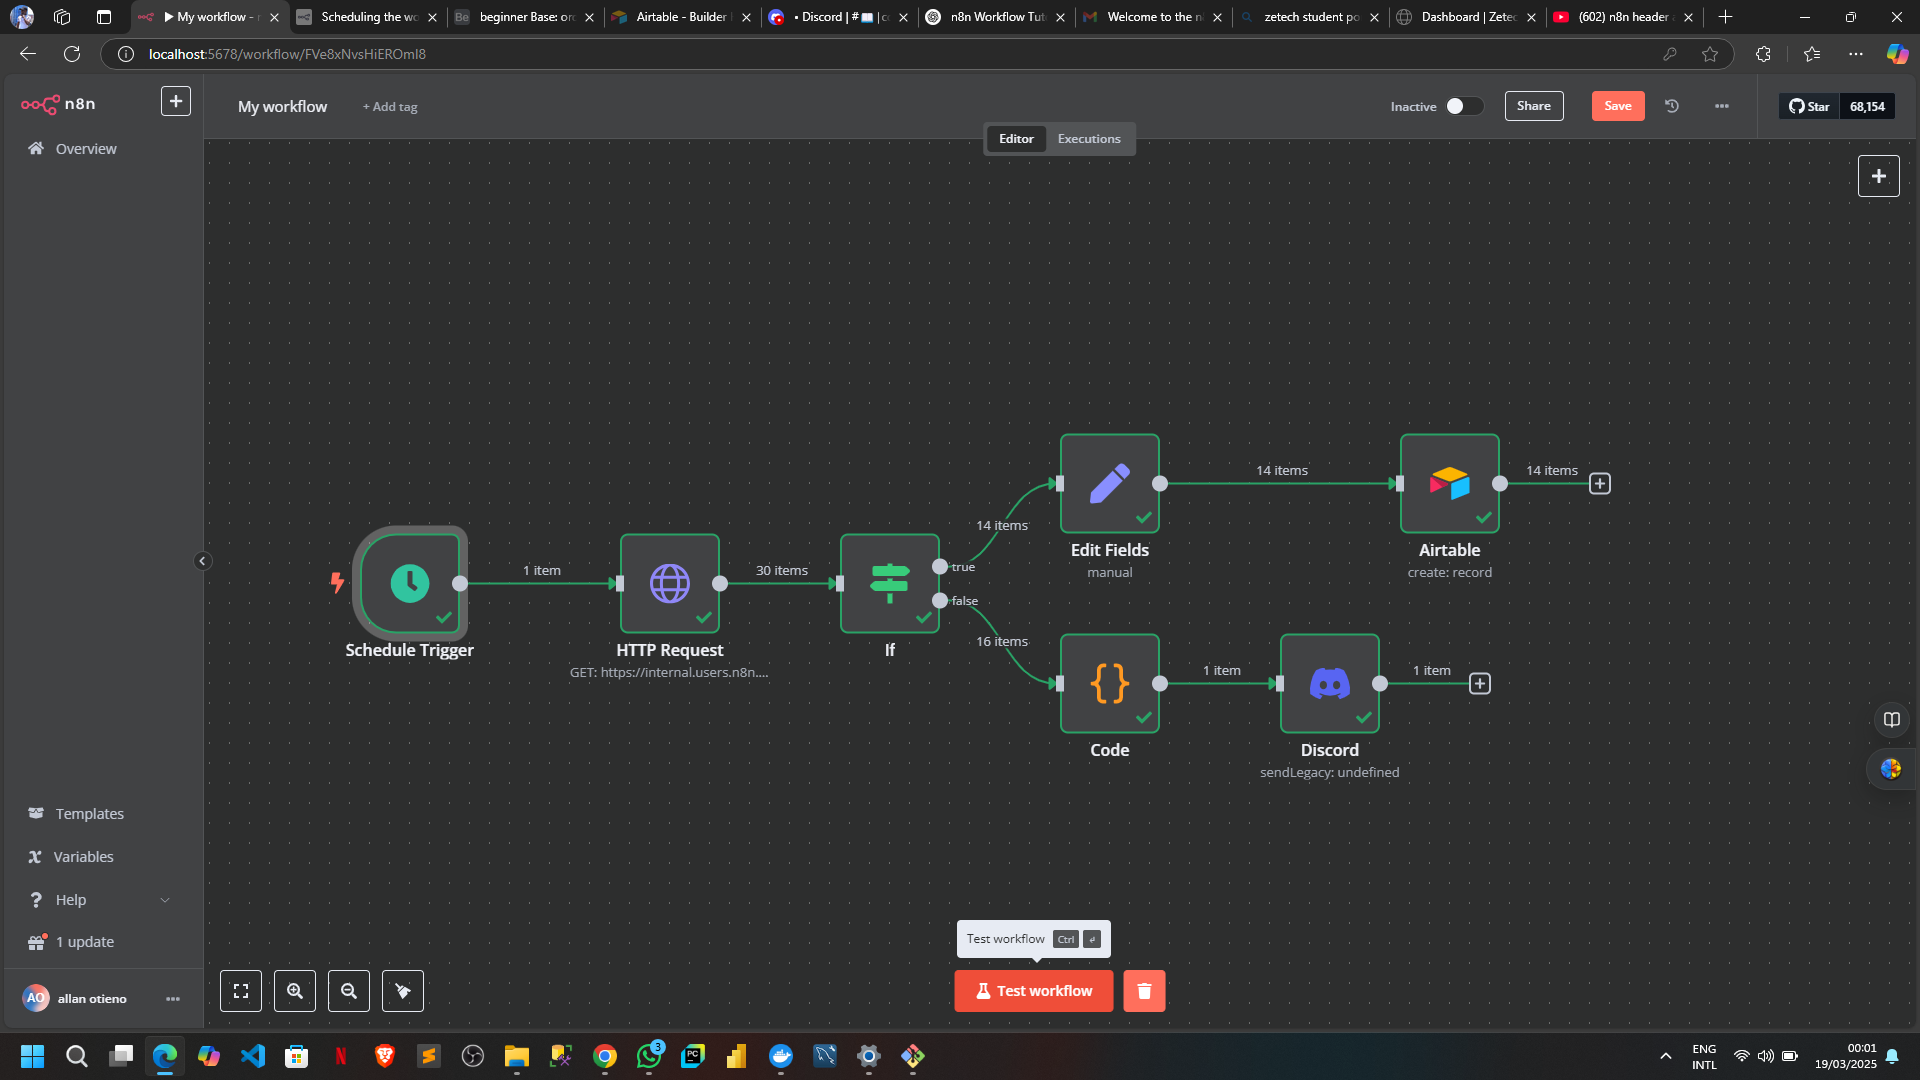 My workflow - n
Scheduling the wo
beginner Base: or
Airtable - Builder
• Discord | #
n8n Workflow Tut
Welcome to the n
zetech student po
Dashboard | Zetec
(602) n8n header
localhost:5678/workflow/FVe8xNvsHiEROmI8
n8n
My workflow
+ Add tag
Inactive
Share
Save
Star
68,154
Editor
Executions
Overview
14 items
14 items
14 items
Edit Fields
manual
Airtable
create: record
1 item
30 items
true
false
Schedule Trigger
HTTP Request
GET: https://internal.users.n8n....
If
16 items
1 item
1 item
Code
Discord
sendLegacy: undefined
Templates
Variables
Help
1 update
AO
allan otieno
Test workflow Ctrl
Test workflow
3
PC
ENG
INTL
00:01
19/03/2025